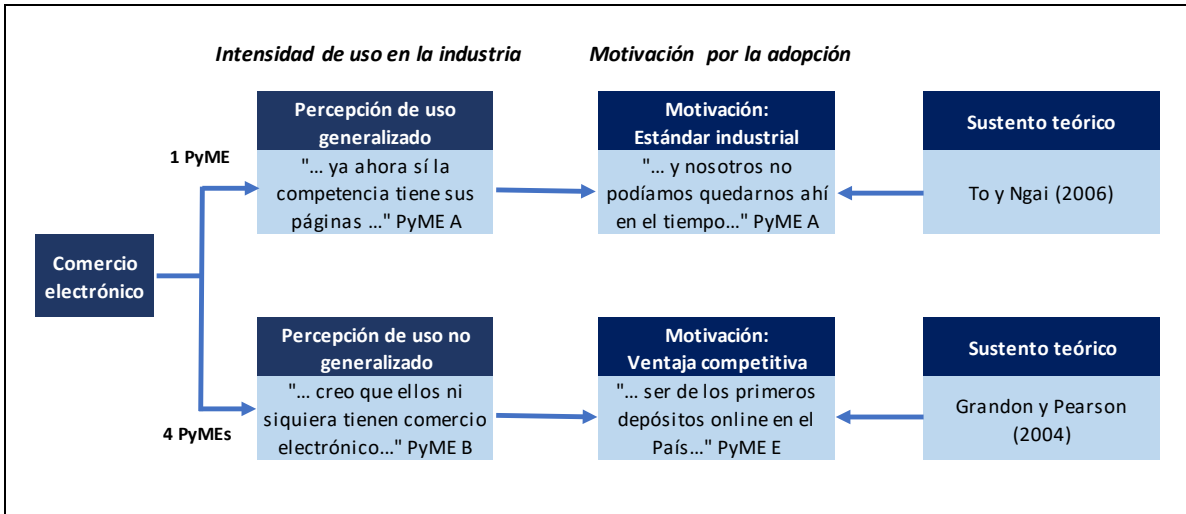 Intensidad de uso en la industria
Motivación por la adopción
Percepción de uso
generalizado
"... ya ahora sí la
competencia tiene sus
páginas ..." PyME A
Motivación:
Estándar industrial
"... y nosotros no
podíamos quedarnos ahí
en el tiempo..." PyME A
Sustento teórico
To y Ngai (2006)
1 PyME
Comercio
electrónico
4 PyMEs
Percepción de uso no
generalizado
"... creo que ellos ni
siquiera tienen comercio
electrónico..." PyME B
Motivación:
Ventaja competitiva
"... ser de los primeros
depósitos online en el
País..." PyME E
Sustento teórico
Grandon y Pearson
(2004)